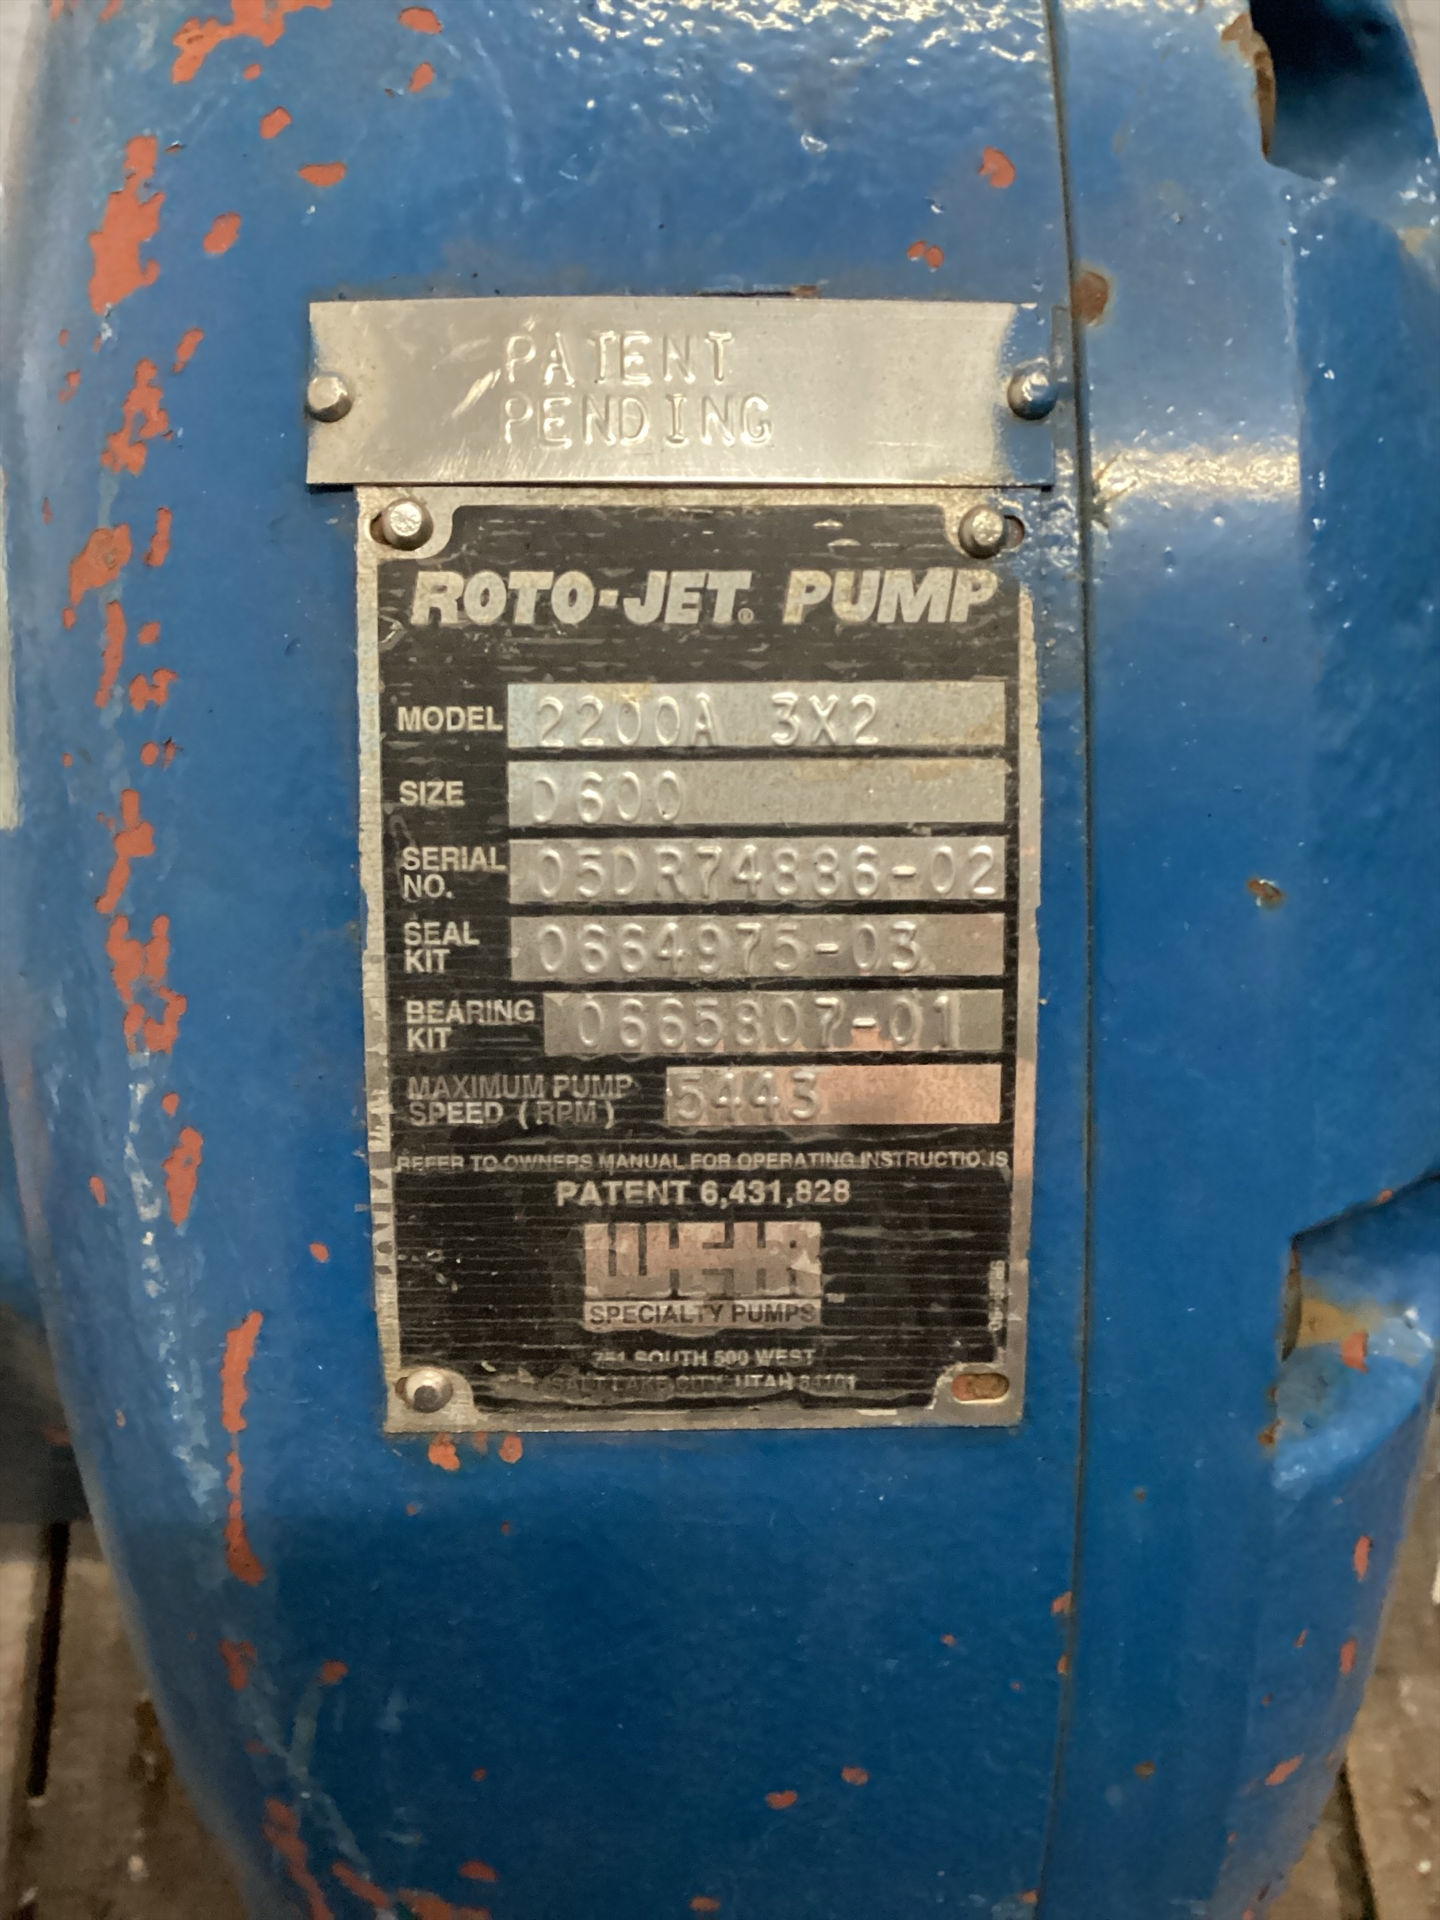 PATENT
PENDING
ROTO-JET® PUMP
MODEL 2200A 3X2
SIZE D600
SERIAL
NO. 05DR74886-02
SEAL
KIT 0664975-03
BEARING
KIT 0665807-01
MAXIMUM PUMP
SPEED (RPM) 5443
REFER TO OWNERS MANUAL FOR OPERATING INSTRUCTIONS
PATENT 6,431,828
WEIR
SPECIALTY PUMPS
751 SOUTH 500 WEST
SALT LAKE CITY, UTAH 84101